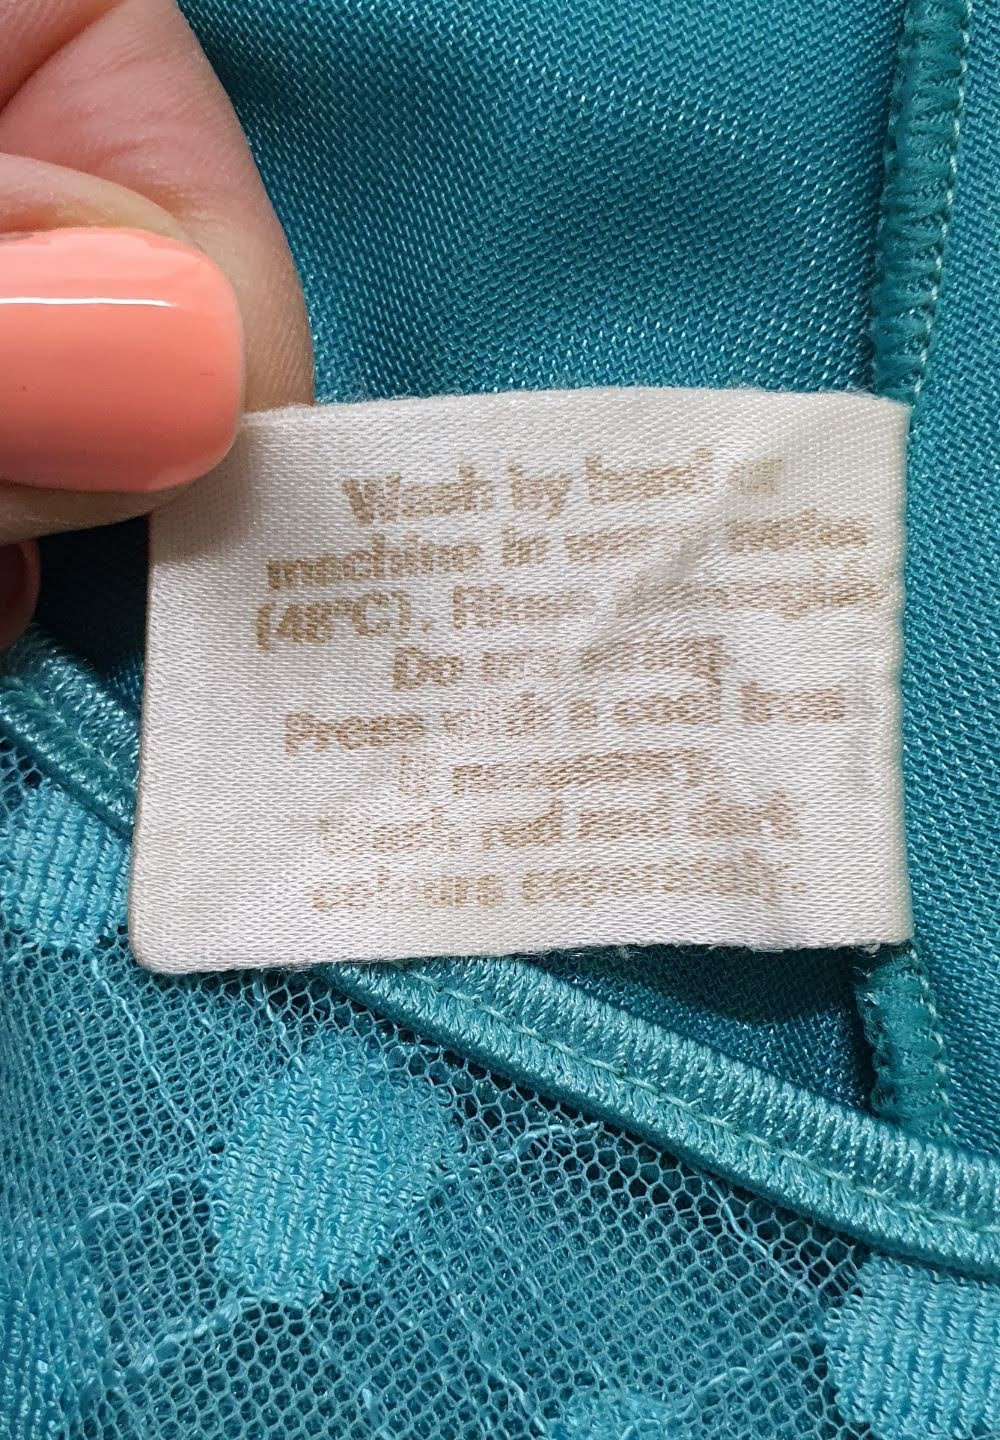 Wash by hand or
machine in warm water
(48°C). Rinse thoroughly.
Do not wring.
Press with a cool iron
if necessary.
Wash red and dark
colours separately.